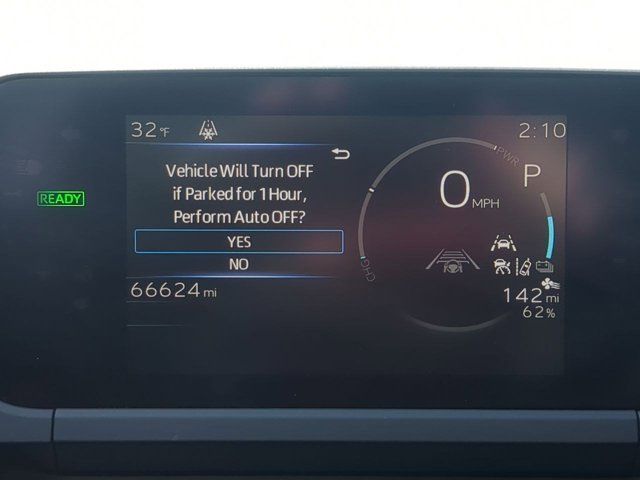 32°F
2:10
Vehicle Will Turn OFF
if Parked for 1 Hour,
Perform Auto OFF?
YES
NO
READY
66624 mi
PWR
P
0 MPH
CHG
142 mi
62%